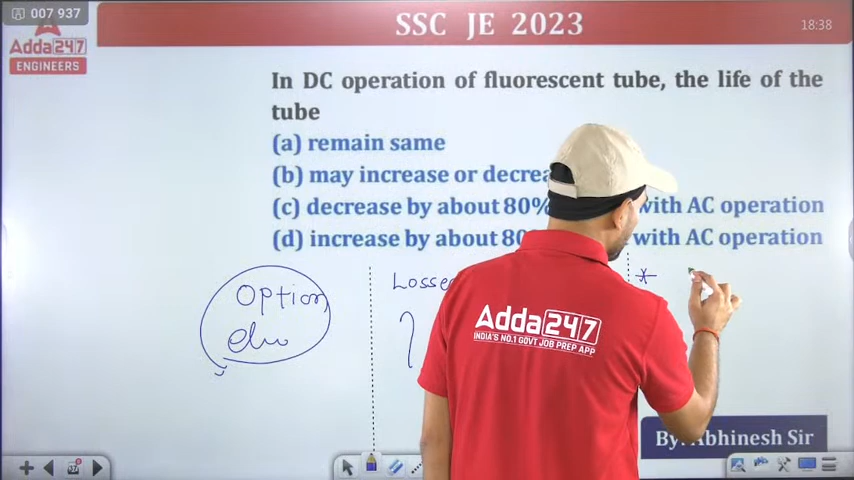 007 937
SSC JE 2023
18:38
Adda247
ENGINEERS
In DC operation of fluorescent tube, the life of the
tube
(a) remain same
(b) may increase or decrea
(c) decrease by about 80% with AC operation
(d) increase by about 80 with AC operation
Option
Losse
Adda247
INDIA'S NO.1 GOVT JOB PREP APP
By: Abhinesh Sir